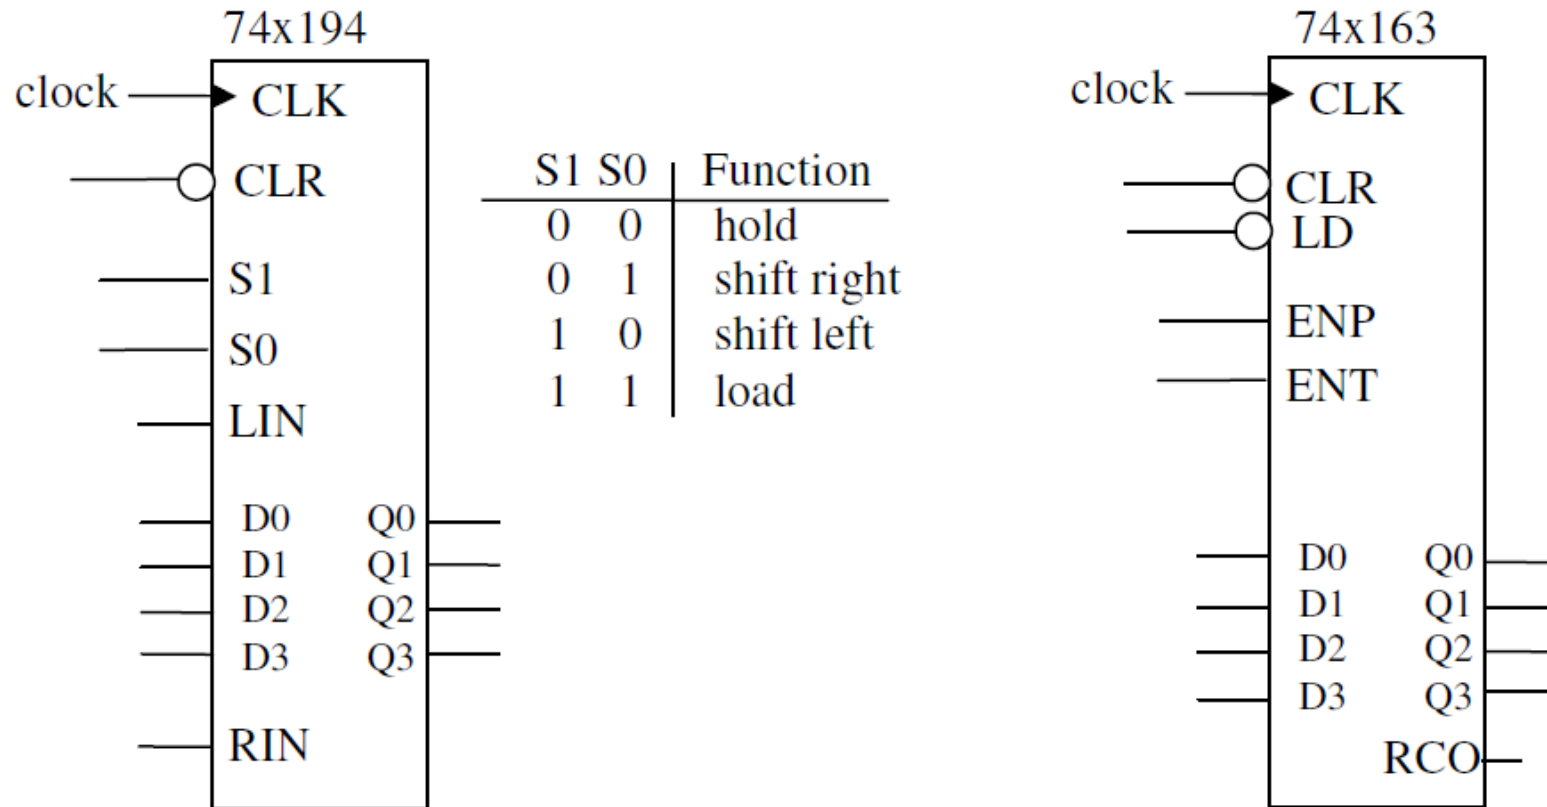 74x194
clock
CLK
CLR
S1
S0
LIN
D0 Q0
D1 Q1
D2 Q2
D3 Q3
RIN
S1 S0 Function
0 0 hold
0 1 shift right
1 0 shift left
1 1 load
74x163
clock
CLK
CLR
LD
ENP
ENT
D0 Q0
D1 Q1
D2 Q2
D3 Q3
RCO